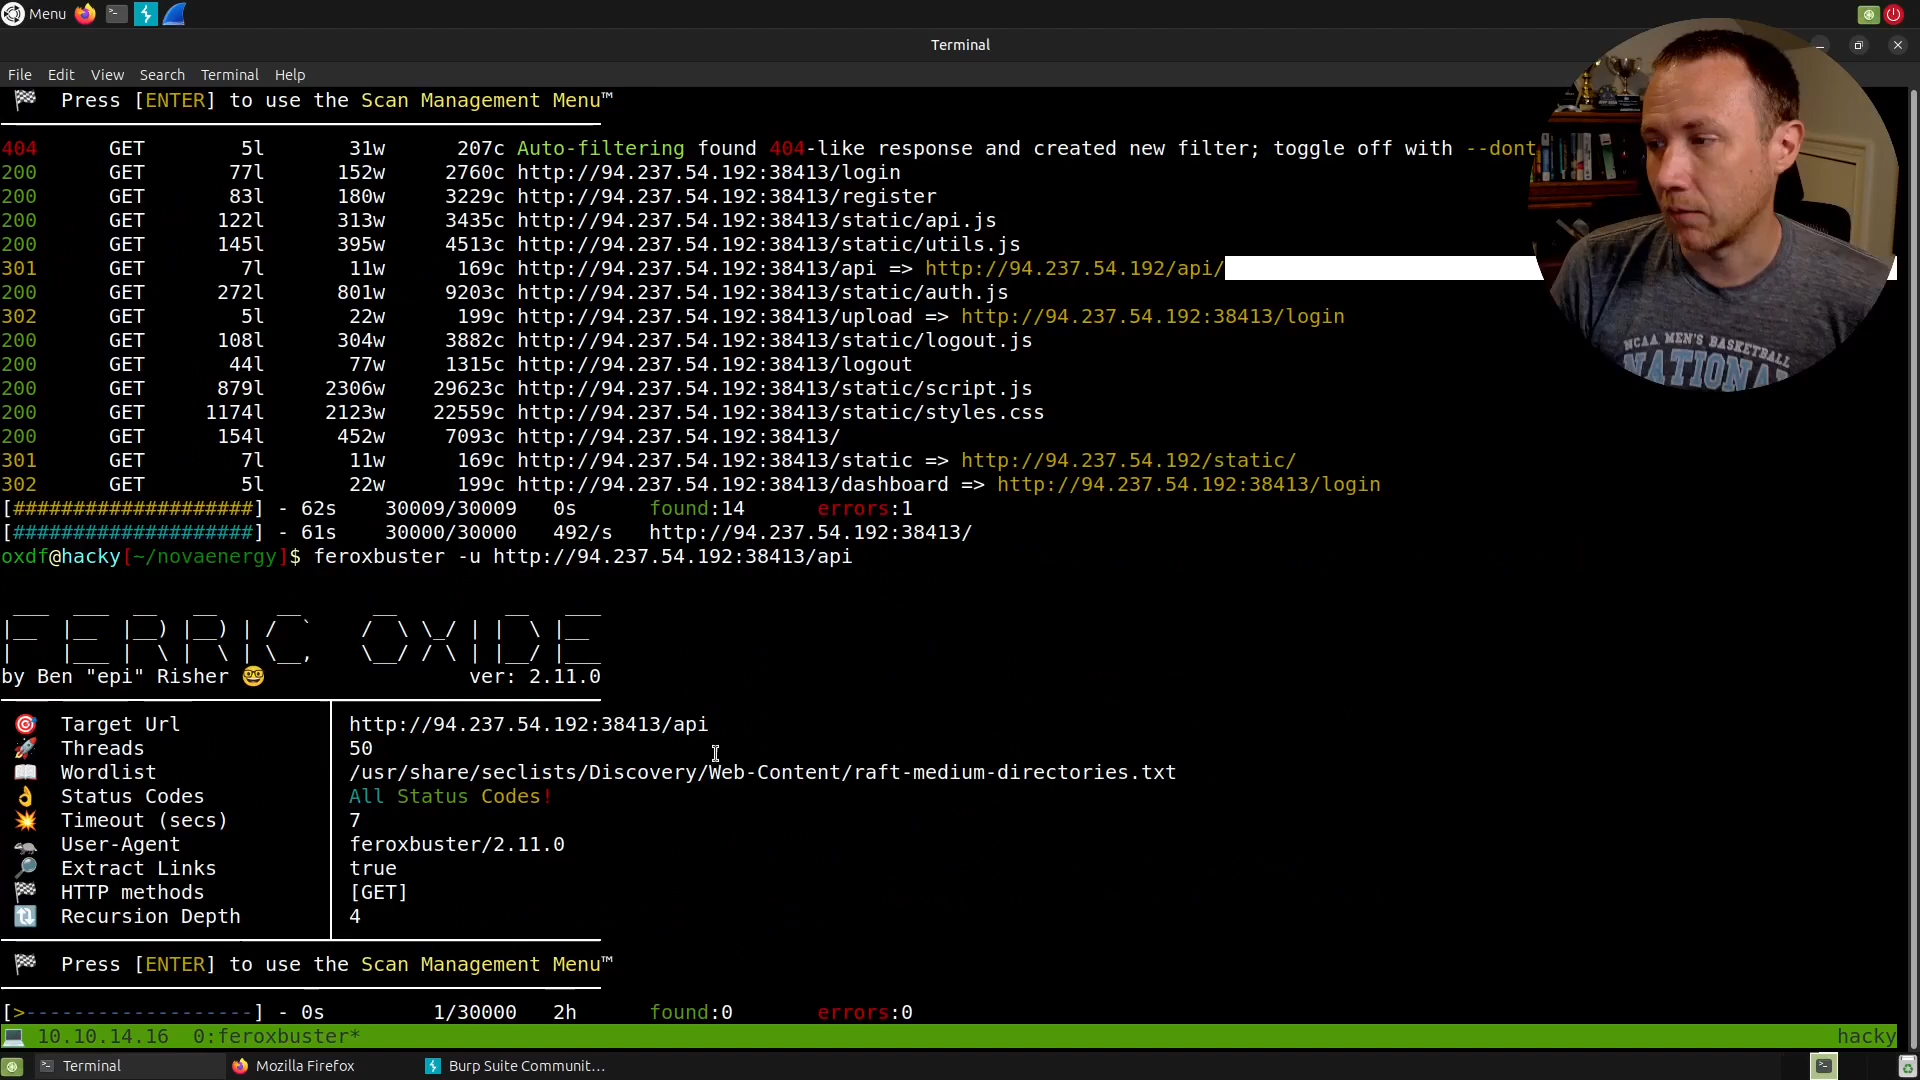 Menu
Terminal
File Edit View Search Terminal Help
Press [ENTER] to use the Scan Management Menu™
404 GET 5l 31w 207c Auto-filtering found 404-like response and created new filter; toggle off with --dont
200 GET 77l 152w 2760c http://94.237.54.192:38413/login
200 GET 83l 180w 3229c http://94.237.54.192:38413/register
200 GET 122l 313w 3435c http://94.237.54.192:38413/static/api.js
200 GET 145l 395w 4513c http://94.237.54.192:38413/static/utils.js
301 GET 7l 11w 169c http://94.237.54.192:38413/api => http://94.237.54.192/api/
200 GET 272l 801w 9203c http://94.237.54.192:38413/static/auth.js
302 GET 5l 22w 199c http://94.237.54.192:38413/upload => http://94.237.54.192:38413/login
200 GET 108l 304w 3882c http://94.237.54.192:38413/static/logout.js
200 GET 44l 77w 1315c http://94.237.54.192:38413/logout
200 GET 879l 2306w 29623c http://94.237.54.192:38413/static/script.js
200 GET 1174l 2123w 22559c http://94.237.54.192:38413/static/styles.css
200 GET 154l 452w 7093c http://94.237.54.192:38413/
301 GET 7l 11w 169c http://94.237.54.192:38413/static => http://94.237.54.192/static/
302 GET 5l 22w 199c http://94.237.54.192:38413/dashboard => http://94.237.54.192:38413/login
[####################] - 62s 30009/30009 0s found:14 errors:1
[####################] - 61s 30000/30000 492/s http://94.237.54.192:38413/
oxdf@hacky[~/novaenergy]$ feroxbuster -u http://94.237.54.192:38413/api
FERRIC OXIDE
by Ben "epi" Risher 🤓 ver: 2.11.0
Target Url http://94.237.54.192:38413/api
Threads 50
Wordlist /usr/share/seclists/Discovery/Web-Content/raft-medium-directories.txt
Status Codes All Status Codes!
Timeout (secs) 7
User-Agent feroxbuster/2.11.0
Extract Links true
HTTP methods [GET]
Recursion Depth 4
Press [ENTER] to use the Scan Management Menu™
[>-------------------] - 0s 1/30000 2h found:0 errors:0
10.10.14.16 0:feroxbuster* hacky
Terminal Mozilla Firefox Burp Suite Communit...
NCAA MEN'S BASKETBALL
NATIONAL